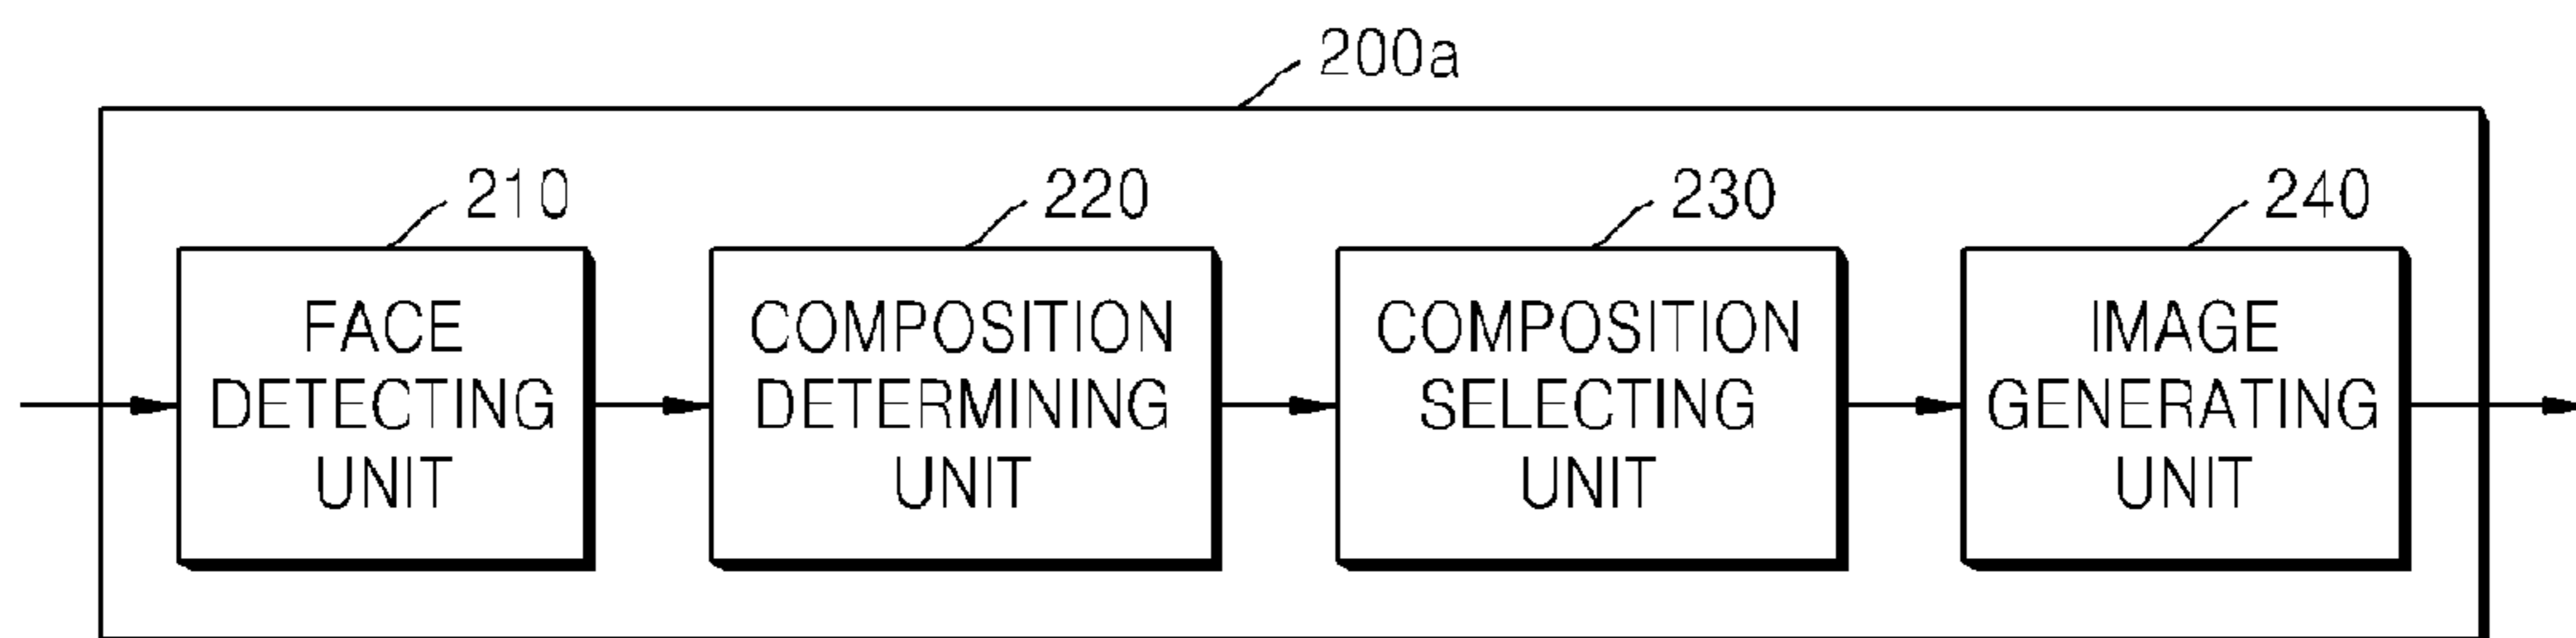 200a
210
220
230
240
FACE
DETECTING
UNIT
COMPOSITION
DETERMINING
UNIT
COMPOSITION
SELECTING
UNIT
IMAGE
GENERATING
UNIT